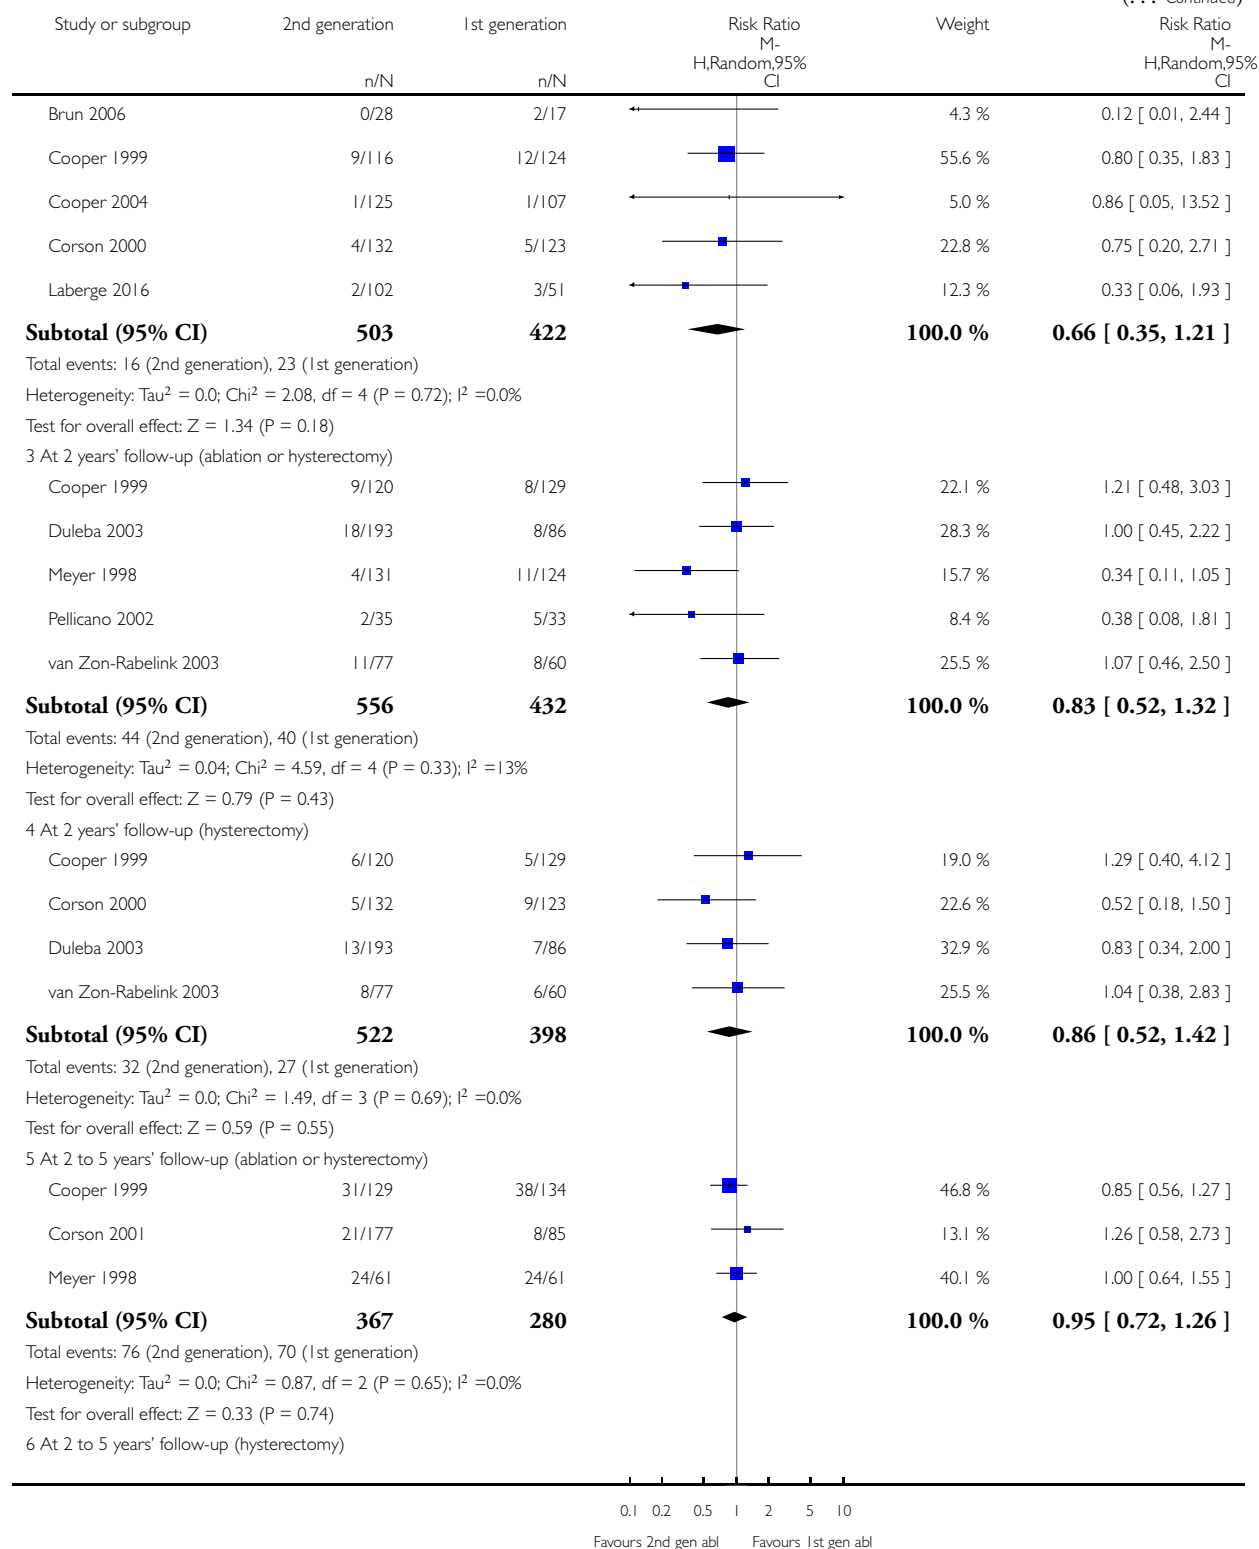 (. . . Continued)
Study or subgroup 2nd generation 1st generation Risk Ratio Weight Risk Ratio
M- M-
H,Random,95% H,Random,95%
n/N n/N CI CI
Brun 2006 0/28 2/17 4.3 % 0.12 [ 0.01, 2.44 ]
Cooper 1999 9/116 12/124 55.6 % 0.80 [ 0.35, 1.83 ]
Cooper 2004 1/125 1/107 5.0 % 0.86 [ 0.05, 13.52 ]
Corson 2000 4/132 5/123 22.8 % 0.75 [ 0.20, 2.71 ]
Laberge 2016 2/102 3/51 12.3 % 0.33 [ 0.06, 1.93 ]
Subtotal (95% CI) 503 422 100.0 % 0.66 [ 0.35, 1.21 ]
Total events: 16 (2nd generation), 23 (1st generation)
Heterogeneity: Tau² = 0.0; Chi² = 2.08, df = 4 (P = 0.72); I² =0.0%
Test for overall effect: Z = 1.34 (P = 0.18)
3 At 2 years' follow-up (ablation or hysterectomy)
Cooper 1999 9/120 8/129 22.1 % 1.21 [ 0.48, 3.03 ]
Duleba 2003 18/193 8/86 28.3 % 1.00 [ 0.45, 2.22 ]
Meyer 1998 4/131 11/124 15.7 % 0.34 [ 0.11, 1.05 ]
Pellicano 2002 2/35 5/33 8.4 % 0.38 [ 0.08, 1.81 ]
van Zon-Rabelink 2003 11/77 8/60 25.5 % 1.07 [ 0.46, 2.50 ]
Subtotal (95% CI) 556 432 100.0 % 0.83 [ 0.52, 1.32 ]
Total events: 44 (2nd generation), 40 (1st generation)
Heterogeneity: Tau² = 0.04; Chi² = 4.59, df = 4 (P = 0.33); I² =13%
Test for overall effect: Z = 0.79 (P = 0.43)
4 At 2 years' follow-up (hysterectomy)
Cooper 1999 6/120 5/129 19.0 % 1.29 [ 0.40, 4.12 ]
Corson 2000 5/132 9/123 22.6 % 0.52 [ 0.18, 1.50 ]
Duleba 2003 13/193 7/86 32.9 % 0.83 [ 0.34, 2.00 ]
van Zon-Rabelink 2003 8/77 6/60 25.5 % 1.04 [ 0.38, 2.83 ]
Subtotal (95% CI) 522 398 100.0 % 0.86 [ 0.52, 1.42 ]
Total events: 32 (2nd generation), 27 (1st generation)
Heterogeneity: Tau² = 0.0; Chi² = 1.49, df = 3 (P = 0.69); I² =0.0%
Test for overall effect: Z = 0.59 (P = 0.55)
5 At 2 to 5 years' follow-up (ablation or hysterectomy)
Cooper 1999 31/129 38/134 46.8 % 0.85 [ 0.56, 1.27 ]
Corson 2001 21/177 8/85 13.1 % 1.26 [ 0.58, 2.73 ]
Meyer 1998 24/61 24/61 40.1 % 1.00 [ 0.64, 1.55 ]
Subtotal (95% CI) 367 280 100.0 % 0.95 [ 0.72, 1.26 ]
Total events: 76 (2nd generation), 70 (1st generation)
Heterogeneity: Tau² = 0.0; Chi² = 0.87, df = 2 (P = 0.65); I² =0.0%
Test for overall effect: Z = 0.33 (P = 0.74)
6 At 2 to 5 years' follow-up (hysterectomy)
0.1 0.2 0.5 1 2 5 10
Favours 2nd gen abl Favours 1st gen abl